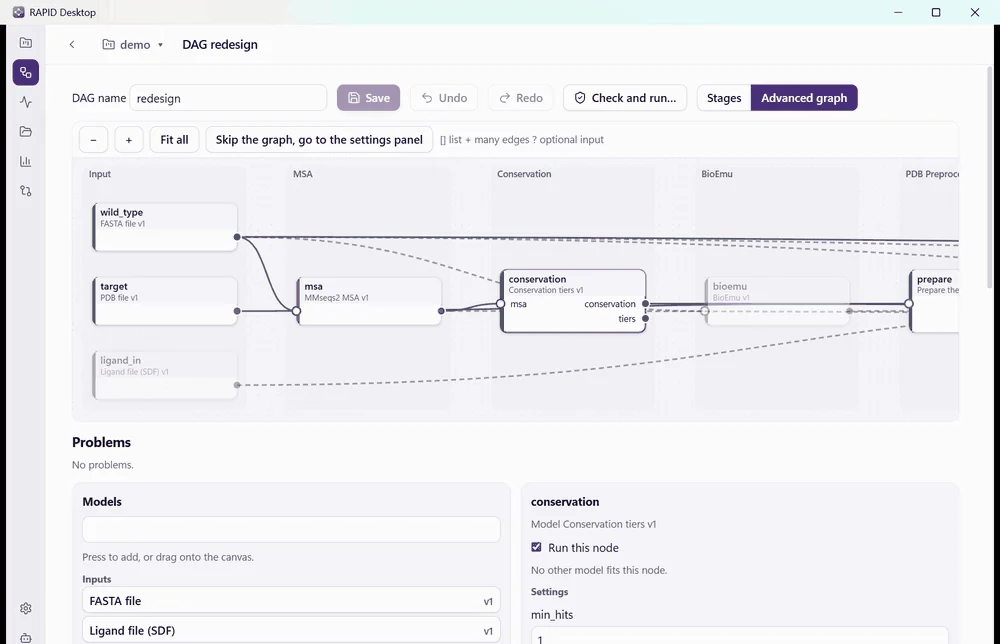 RAPID Desktop
demo
DAG redesign
DAG name
redesign
Save
Undo
Redo
Check and run...
Stages
Advanced graph
−
+
Fit all
Skip the graph, go to the settings panel
[] list + many edges ? optional input
Input
MSA
Conservation
BioEmu
PDB Preproc
wild_type
FASTA file v1
target
PDB file v1
ligand_in
Ligand file (SDF) v1
msa
MMseqs2 MSA v1
conservation
Conservation tiers v1
msa
conservation
tiers
bioemu
BioEmu v1
prepare
Prepare the
Problems
No problems.
Models
Press to add, or drag onto the canvas.
Inputs
FASTA file
v1
Ligand file (SDF)
v1
conservation
Model Conservation tiers v1
Run this node
No other model fits this node.
Settings
min_hits
1